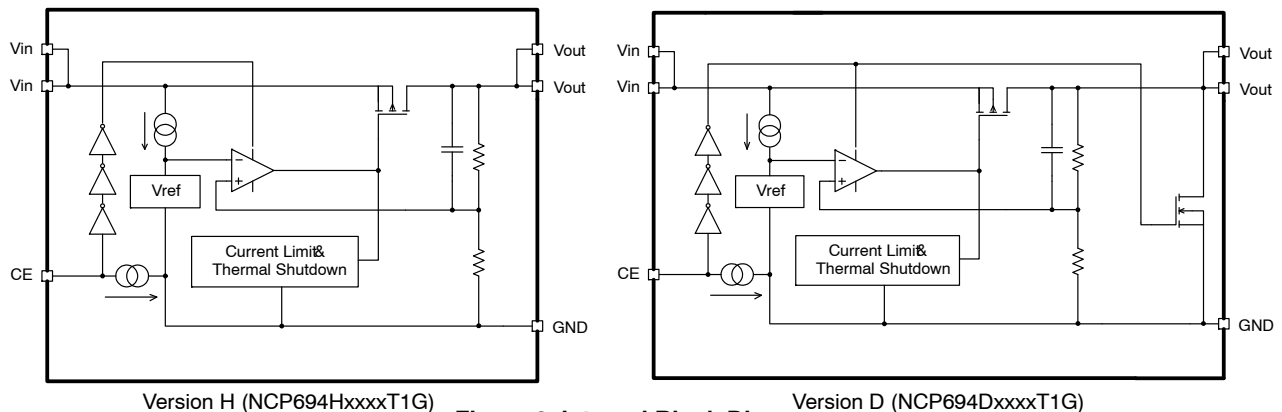 Vin
Vin
CE
Vref
−
+
Current Limit&
Thermal Shutdown
Vout
Vout
GND
Version H (NCP694HxxxxT1G)
Vin
Vin
CE
Vref
−
+
Current Limit&
Thermal Shutdown
Vout
Vout
GND
Version D (NCP694DxxxxT1G)